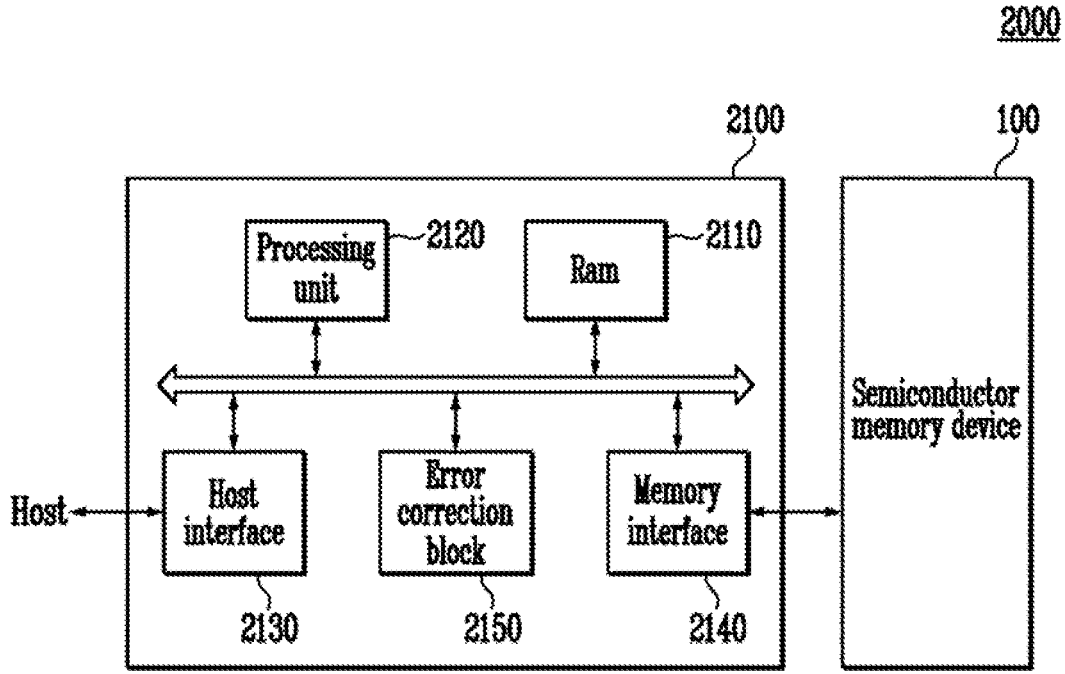 2000
2100
100
Processing
unit
2120
Ram
2110
Semiconductor
memory device
Host
Host
interface
Error
correction
block
Memory
interface
2130
2150
2140